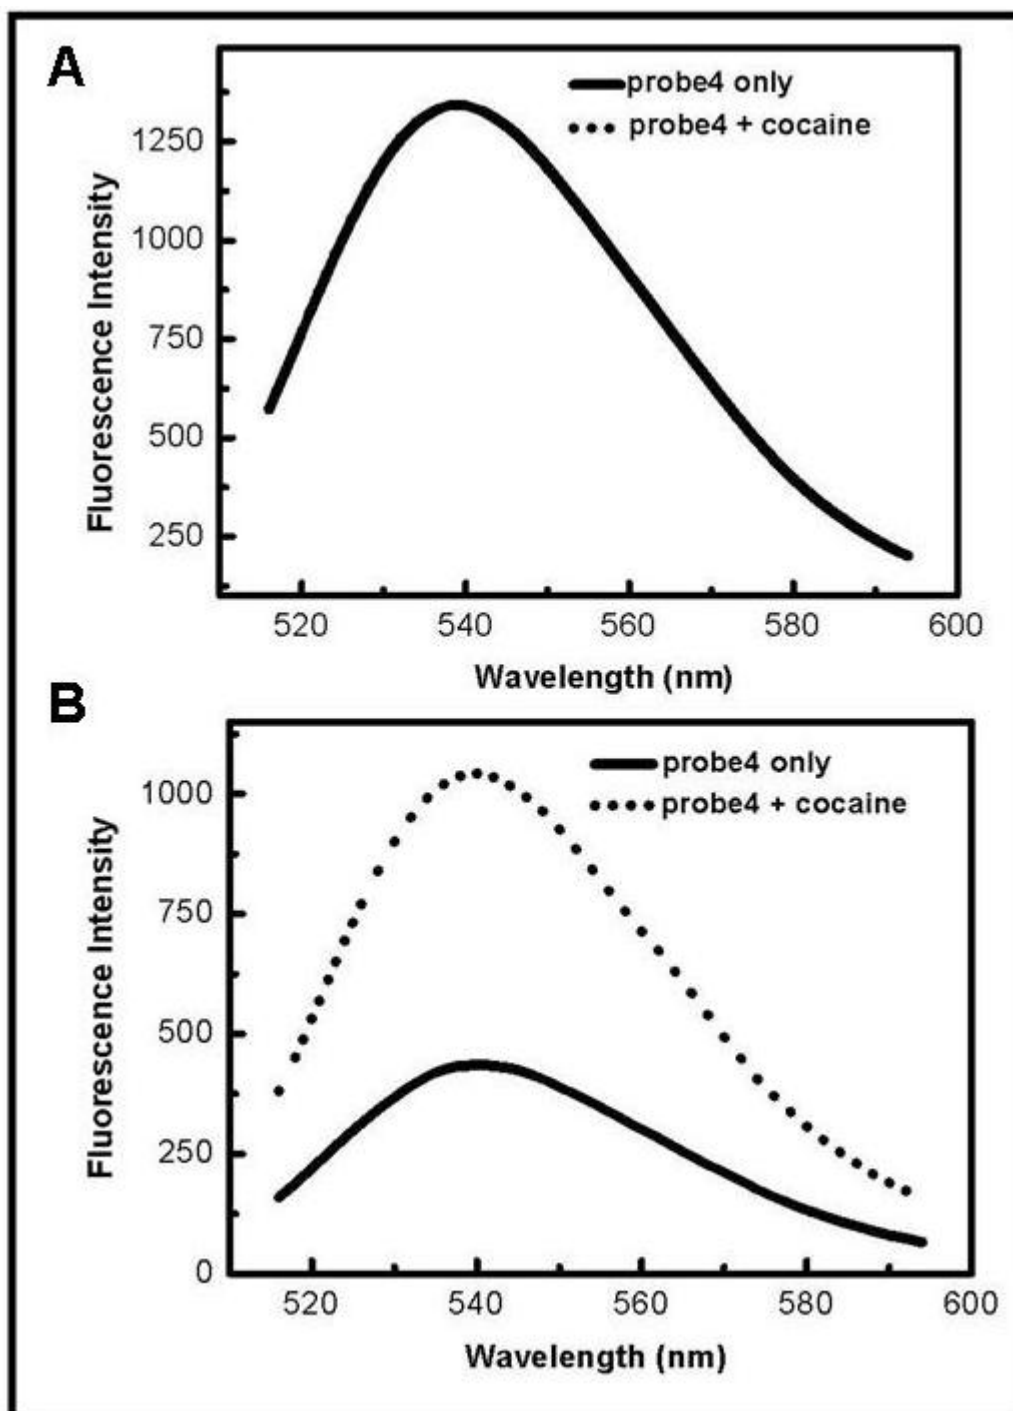 A
probe4 only
probe4 + cocaine
1250
1000
750
500
250
Fluorescence Intensity
520 540 560 580 600
Wavelength (nm)
B
probe4 only
probe4 + cocaine
1000
750
500
250
0
Fluorescence Intensity
520 540 560 580 600
Wavelength (nm)